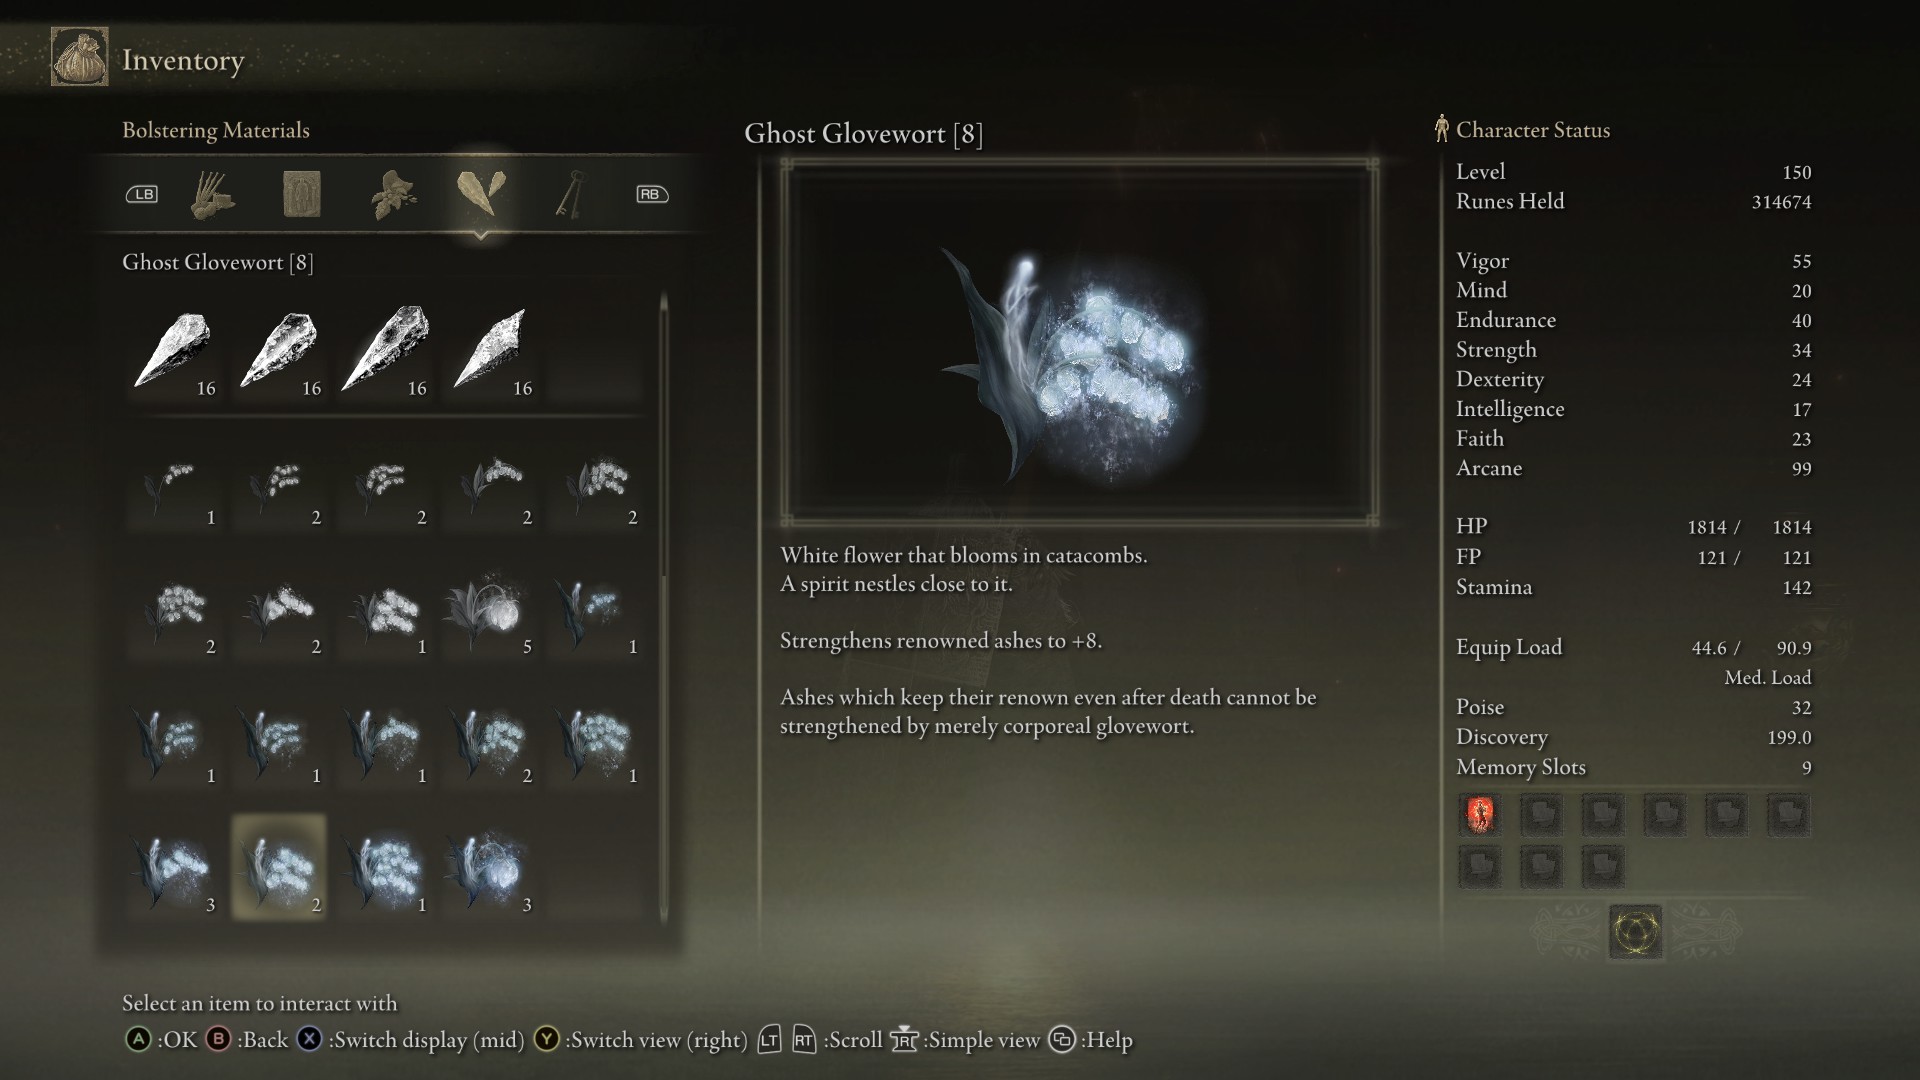 Inventory
Bolstering Materials
LB
RB
Ghost Glovewort [8]
16
16
16
16
1
2
2
2
2
2
2
1
5
1
1
1
1
2
1
3
2
1
3
Ghost Glovewort [8]
White flower that blooms in catacombs.
A spirit nestles close to it.
Strengthens renowned ashes to +8.
Ashes which keep their renown even after death cannot be
strengthened by merely corporeal glovewort.
Character Status
Level 150
Runes Held 314674
Vigor 55
Mind 20
Endurance 40
Strength 34
Dexterity 24
Intelligence 17
Faith 23
Arcane 99
HP 1814 / 1814
FP 121 / 121
Stamina 142
Equip Load 44.6 / 90.9
Med. Load
Poise 32
Discovery 199.0
Memory Slots 9
Select an item to interact with
A :OK B :Back X :Switch display (mid) Y :Switch view (right) LT RT :Scroll R :Simple view :Help